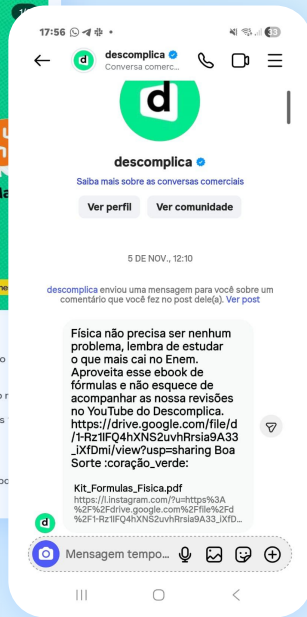 17:56
33
descomplica
Conversa comerc...
d
descomplica
Saiba mais sobre as conversas comerciais
Ver perfil
Ver comunidade
5 DE NOV., 12:10
descomplica enviou uma mensagem para você sobre um
comentário que você fez no post dele(a). Ver post
Física não precisa ser nenhum
problema, lembra de estudar
o que mais cai no Enem.
Aproveita esse ebook de
fórmulas e não esquece de
acompanhar as nossa revisões
no YouTube do Descomplica.
https://drive.google.com/file/d
/1-Rz1IFQ4hXNS2uvhRrsia9A33
_iXfDmi/view?usp=sharing Boa
Sorte :coração_verde:
Kit_Formulas_Fisica.pdf
https://l.instagram.com/?u=https%3A
%2F%2Fdrive.google.com%2Ffile%2Fd
%2F1-Rz1IFQ4hXNS2uvhRrsia9A33_iXfD...
d
Mensagem tempo...